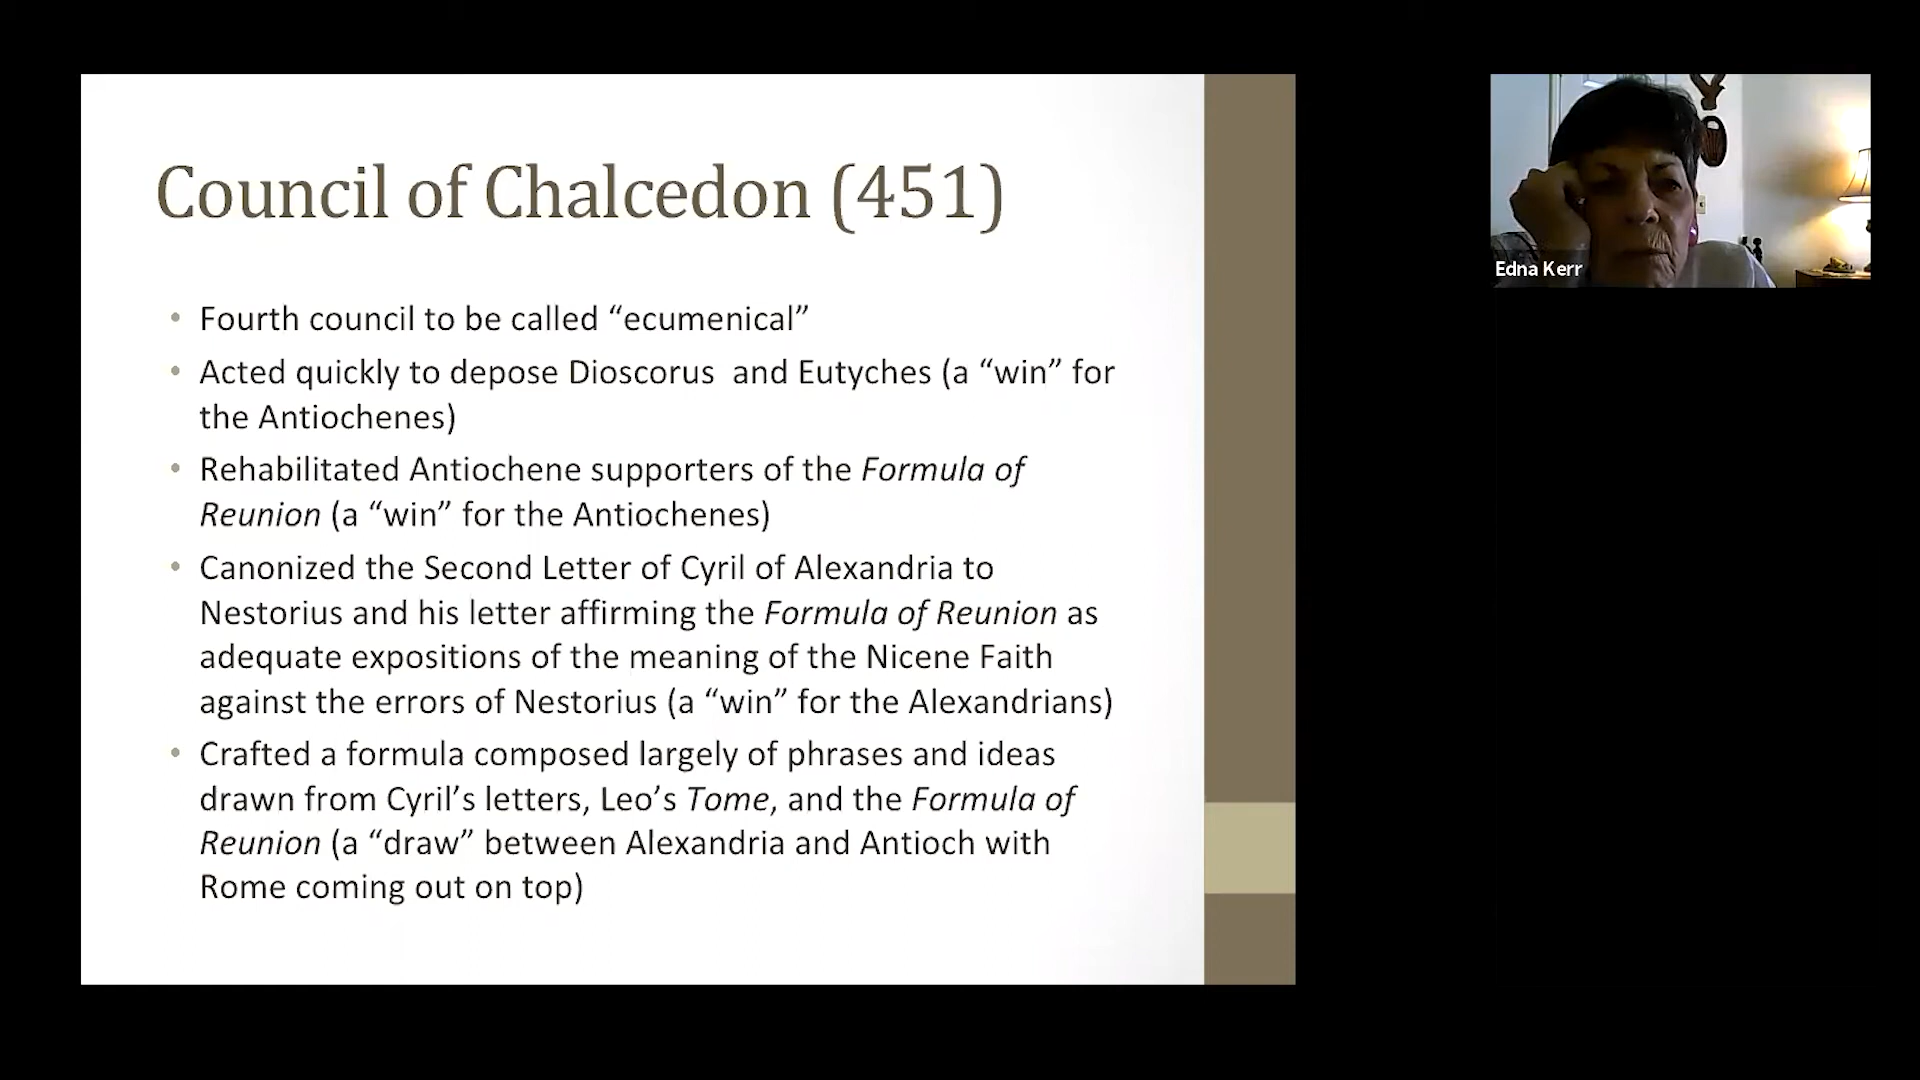 Council of Chalcedon (451)
• Fourth council to be called “ecumenical”
• Acted quickly to depose Dioscorus  and Eutyches (a “win” for
the Antiochenes)
• Rehabilitated Antiochene supporters of the Formula of
Reunion (a “win” for the Antiochenes)
• Canonized the Second Letter of Cyril of Alexandria to
Nestorius and his letter affirming the Formula of Reunion as
adequate expositions of the meaning of the Nicene Faith
against the errors of Nestorius (a “win” for the Alexandrians)
• Crafted a formula composed largely of phrases and ideas
drawn from Cyril’s letters, Leo’s Tome, and the Formula of
Reunion (a “draw” between Alexandria and Antioch with
Rome coming out on top)
Edna Kerr